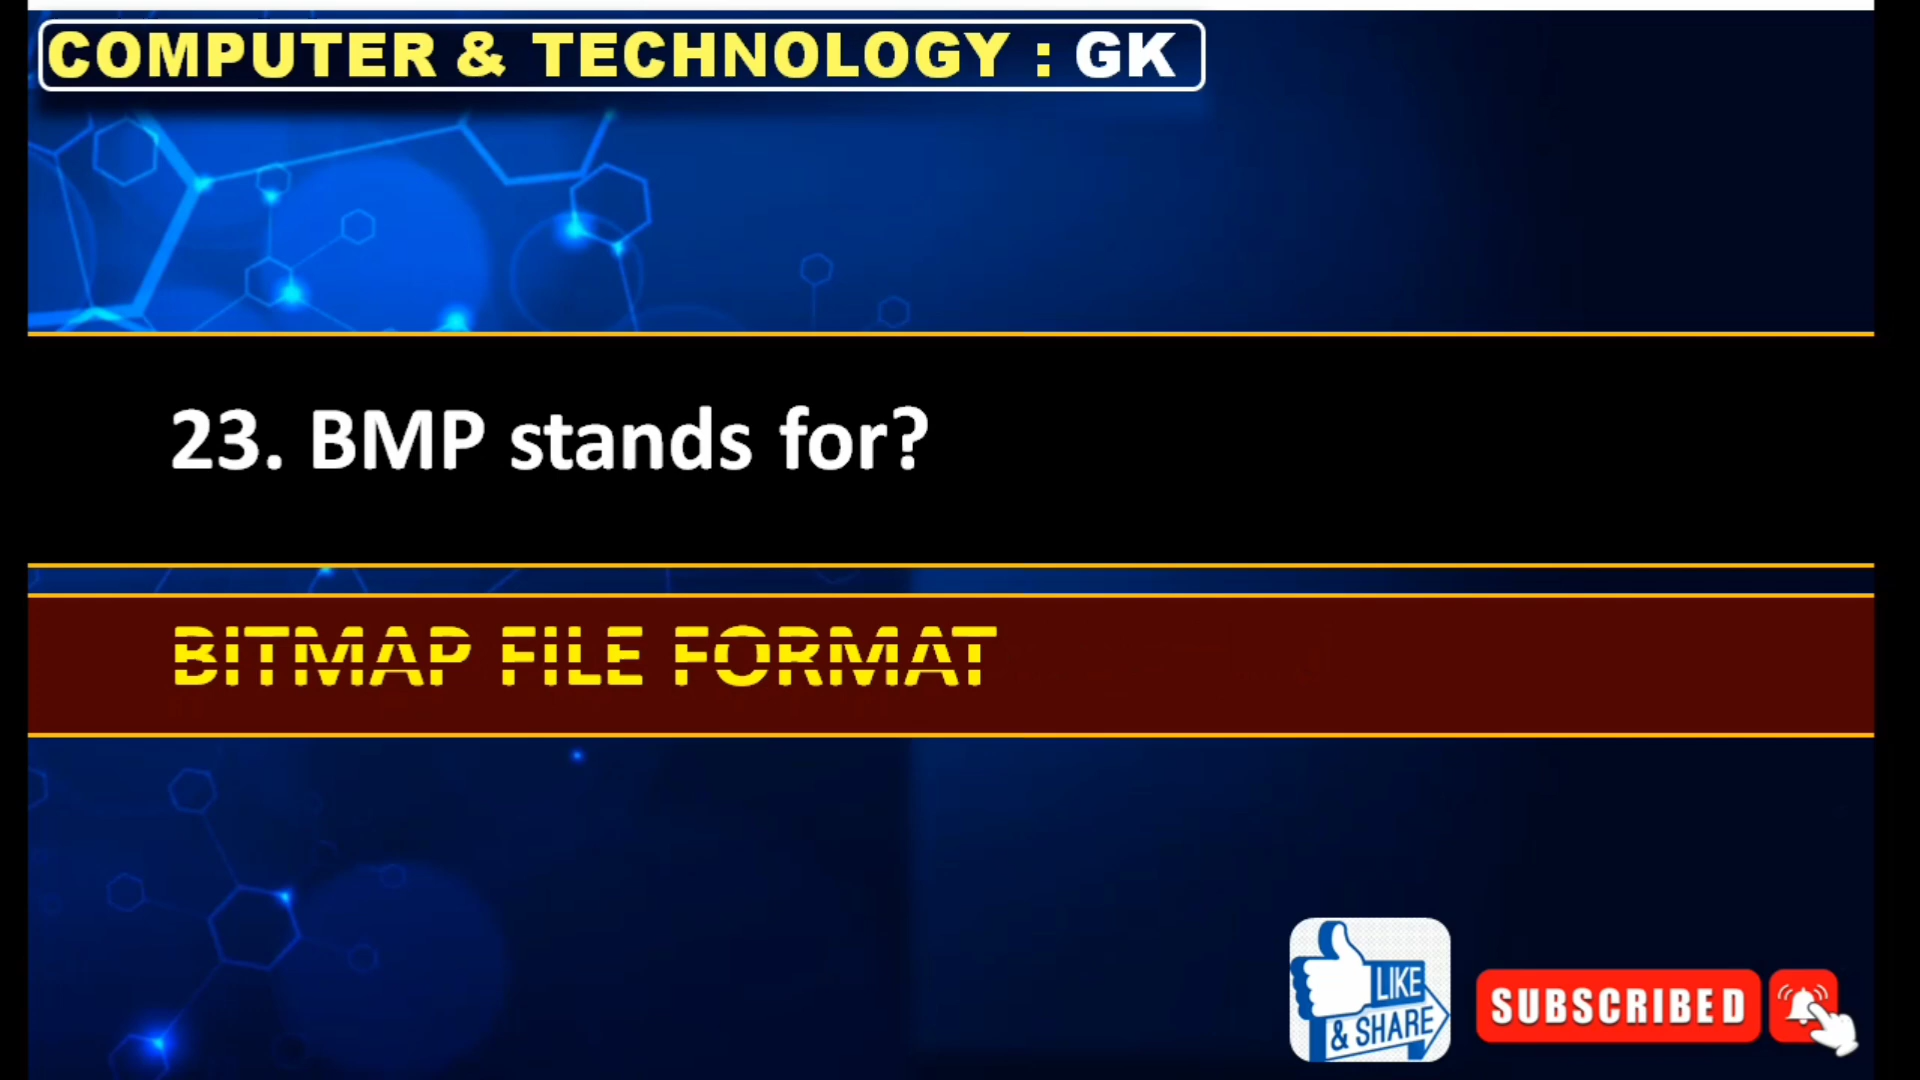 COMPUTER & TECHNOLOGY : GK
23. BMP stands for?
BITMAP FILE FORMAT
LIKE
& SHARE
SUBSCRIBED